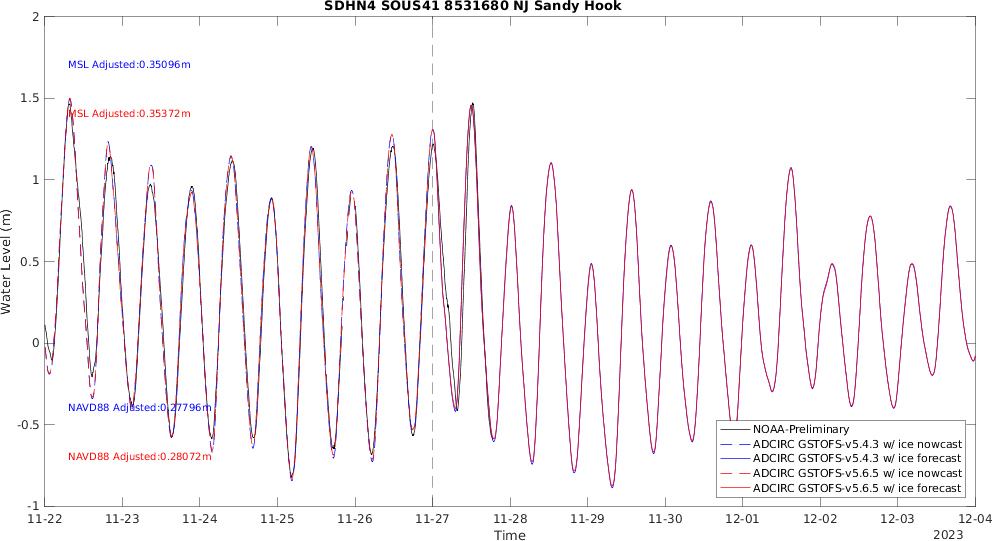 SDHN4 SOUS41 8531680 NJ Sandy Hook
2
1.5
1
0.5
0
-0.5
-1
Water Level (m)
MSL Adjusted:0.35096m
MSL Adjusted:0.35372m
NAVD88 Adjusted:0.27796m
NAVD88 Adjusted:0.28072m
NOAA-Preliminary
ADCIRC GSTOFS-v5.4.3 w/ ice nowcast
ADCIRC GSTOFS-v5.4.3 w/ ice forecast
ADCIRC GSTOFS-v5.6.5 w/ ice nowcast
ADCIRC GSTOFS-v5.6.5 w/ ice forecast
11-22 11-23 11-24 11-25 11-26 11-27 11-28 11-29 11-30 12-01 12-02 12-03 12-04
Time
2023